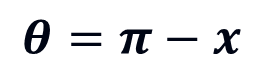 θ = π − x